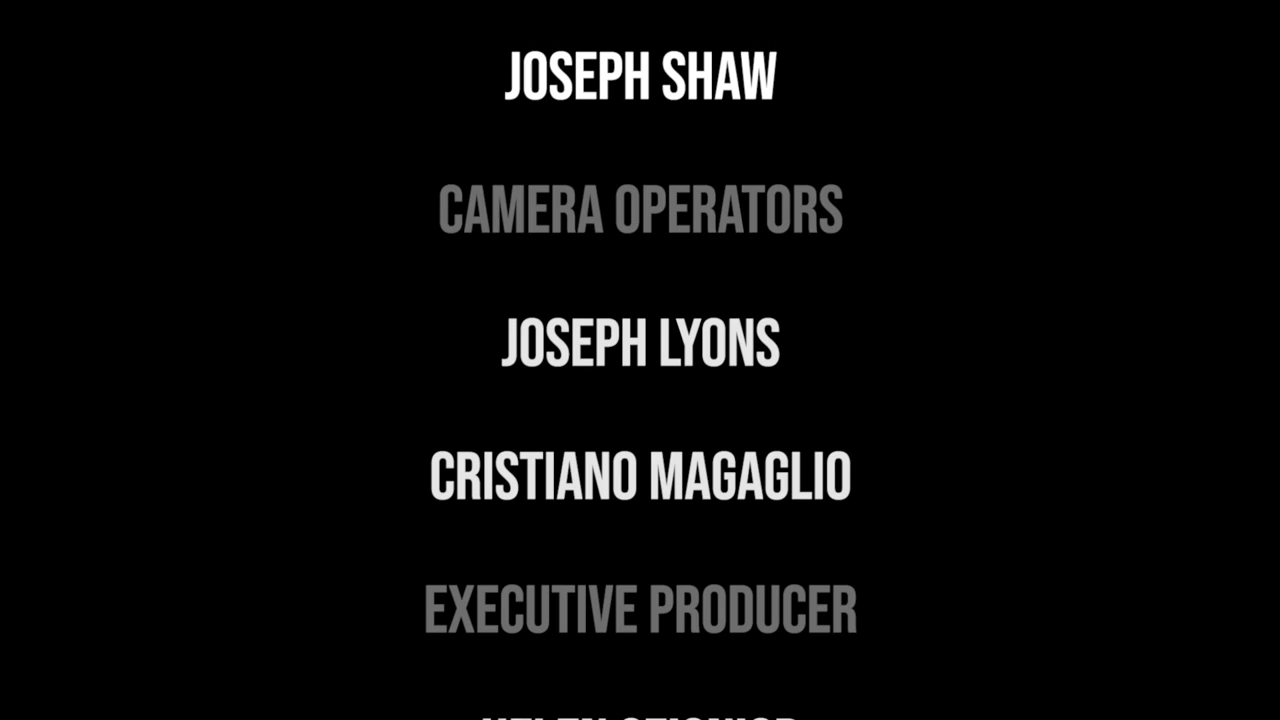 JOSEPH SHAW
CAMERA OPERATORS
JOSEPH LYONS
CRISTIANO MAGAGLIO
EXECUTIVE PRODUCER